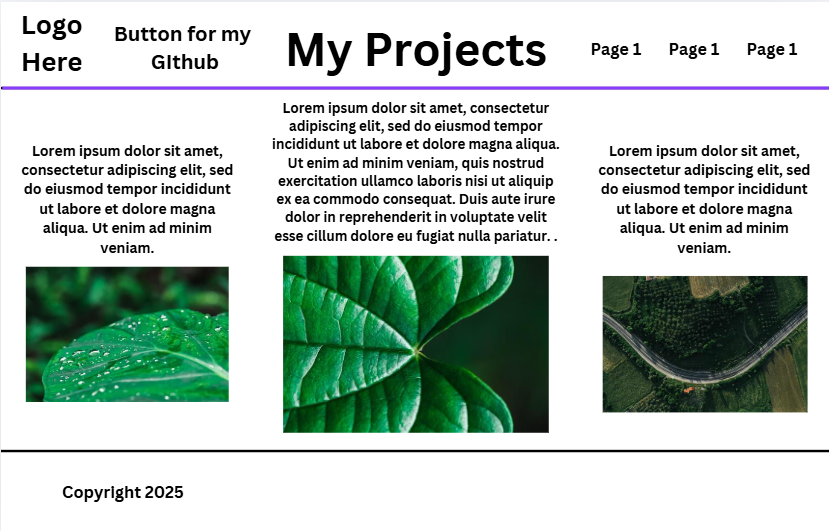 Logo
Here
Button for my
GIthub
My Projects
Page 1
Page 1
Page 1
Lorem ipsum dolor sit amet,
consectetur adipiscing elit, sed
do eiusmod tempor incididunt
ut labore et dolore magna
aliqua. Ut enim ad minim
veniam.
Lorem ipsum dolor sit amet, consectetur
adipiscing elit, sed do eiusmod tempor
incididunt ut labore et dolore magna aliqua.
Ut enim ad minim veniam, quis nostrud
exercitation ullamco laboris nisi ut aliquip
ex ea commodo consequat. Duis aute irure
dolor in reprehenderit in voluptate velit
esse cillum dolore eu fugiat nulla pariatur. .
Lorem ipsum dolor sit amet,
consectetur adipiscing elit, sed
do eiusmod tempor incididunt
ut labore et dolore magna
aliqua. Ut enim ad minim
veniam.
Copyright 2025